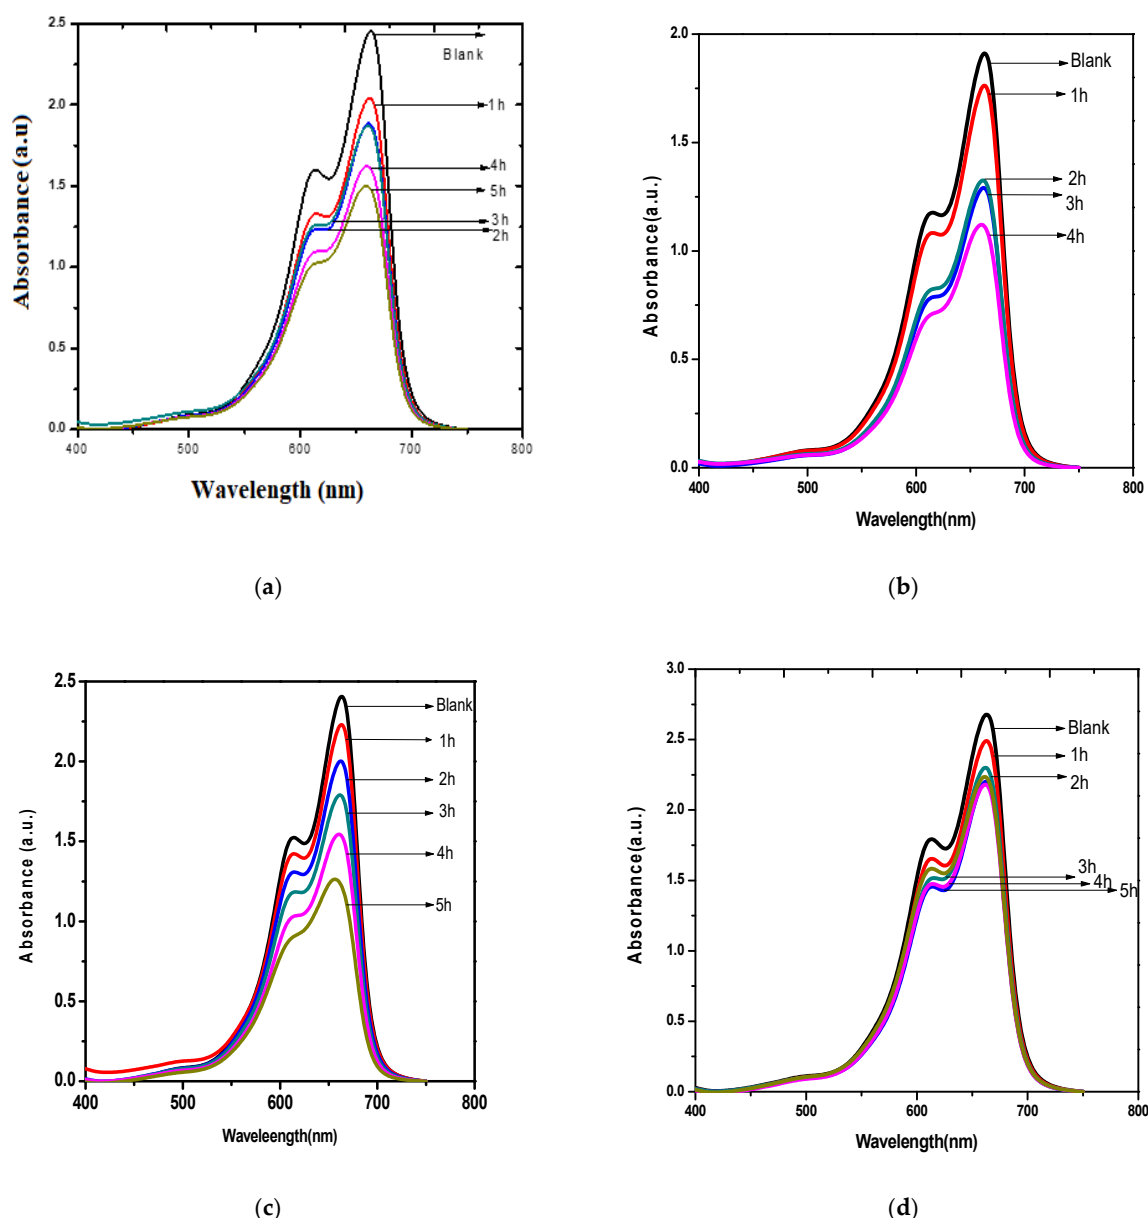 2.5
2.0
1.5
1.0
0.5
0.0
400
500
600
700
800
Absorbance(a.u)
Wavelength (nm)
Blank
1h
4h
5h
3h
2h
(a)
2.0
1.5
1.0
0.5
0.0
400
500
600
700
800
Absorbance(a.u.)
Wavelength(nm)
Blank
1h
2h
3h
4h
(b)
2.5
2.0
1.5
1.0
0.5
0.0
400
500
600
700
800
Absorbance (a.u.)
Waveleength(nm)
Blank
1h
2h
3h
4h
5h
(c)
3.0
2.5
2.0
1.5
1.0
0.5
0.0
400
500
600
700
800
Absorbance(a.u.)
Wavelength(nm)
Blank
1h
2h
3h
4h
5h
(d)